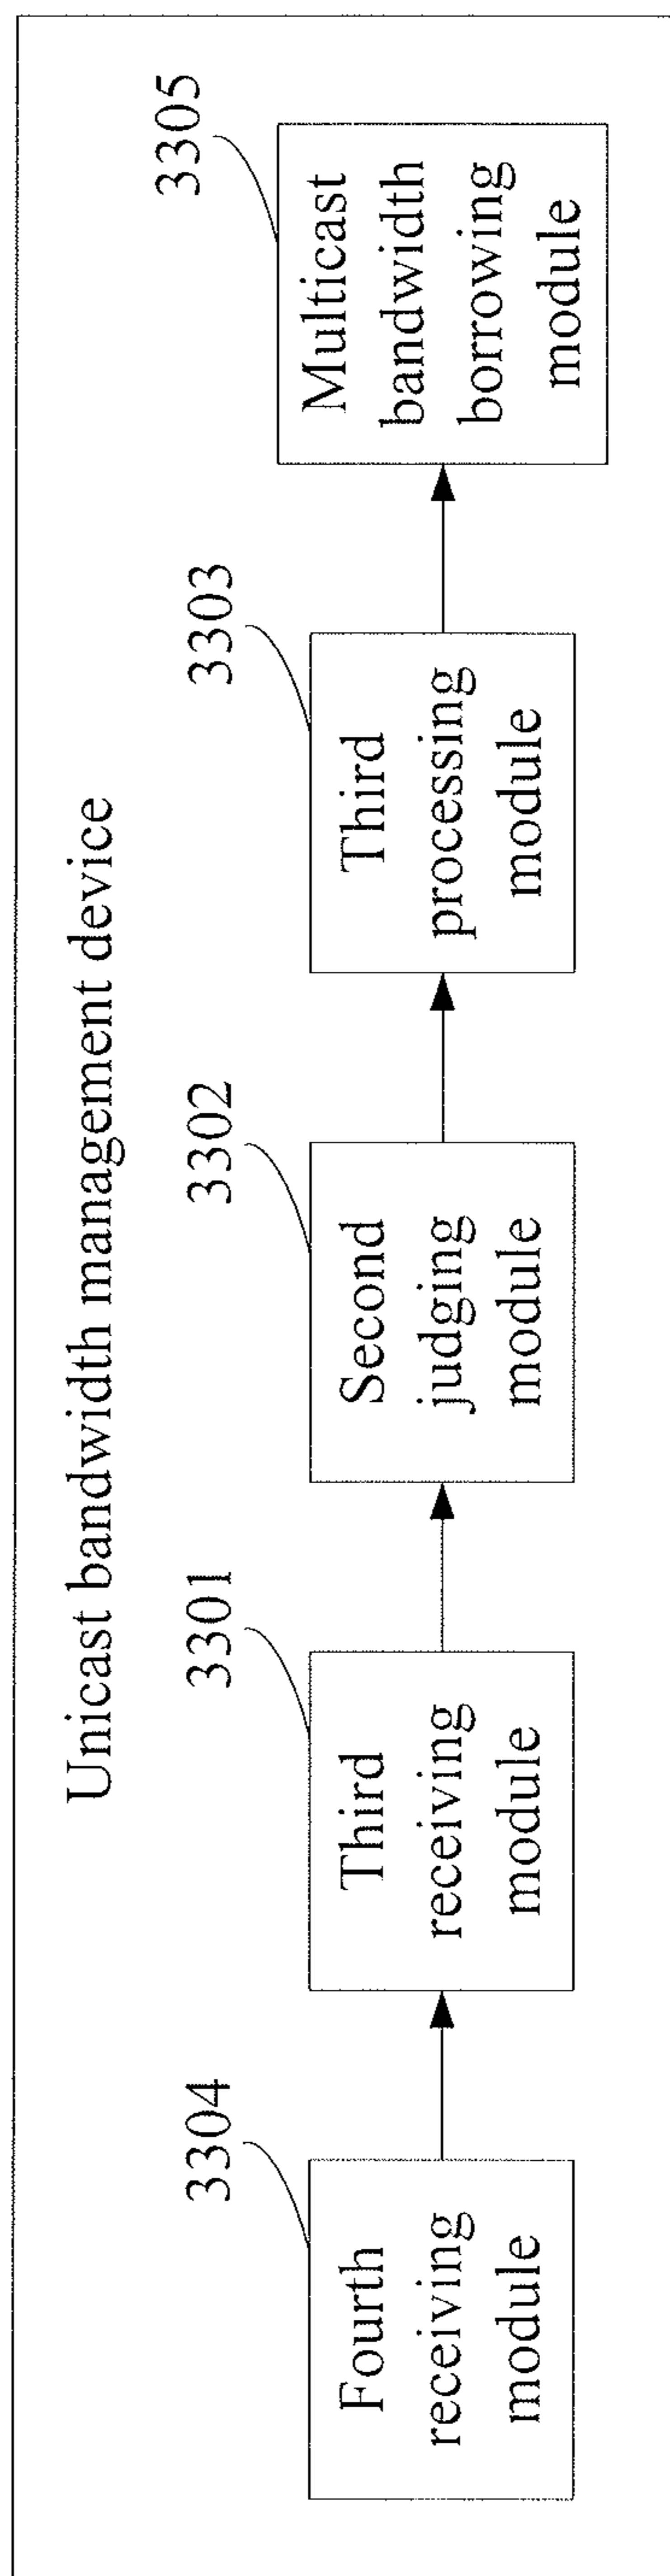 Unicast bandwidth management device
3304
Fourth
receiving
module
3301
Third
receiving
module
3302
Second
judging
module
3303
Third
processing
module
3305
Multicast
bandwidth
borrowing
module